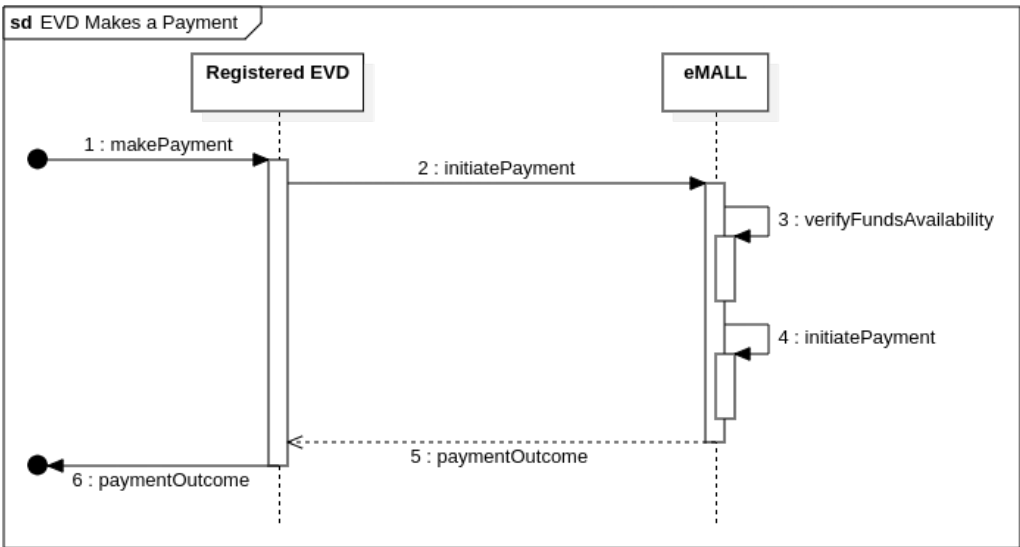 sd EVD Makes a Payment
Registered EVD
eMALL
1 : makePayment
2 : initiatePayment
3 : verifyFundsAvailability
4 : initiatePayment
5 : paymentOutcome
6 : paymentOutcome